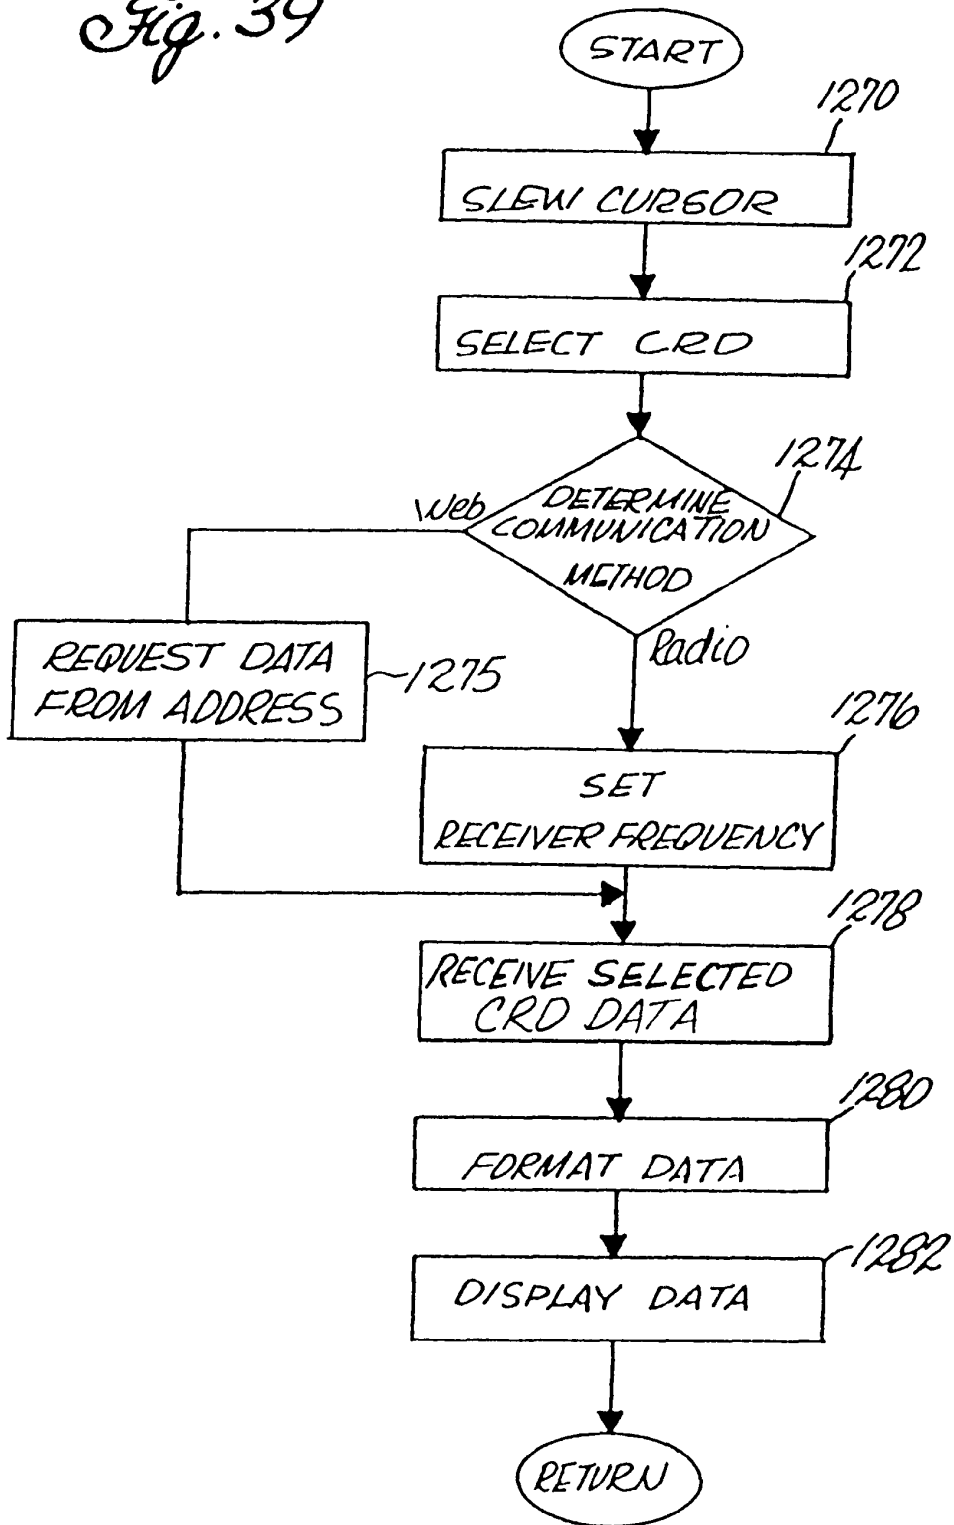 Fig. 39
START
1270
SLEW CURSOR
1272
SELECT CRD
1274
Web
DETERMINE
COMMUNICATION
METHOD
Radio
REQUEST DATA
FROM ADDRESS
1275
1276
SET
RECEIVER FREQUENCY
1278
RECEIVE SELECTED
CRD DATA
1280
FORMAT DATA
1282
DISPLAY DATA
RETURN